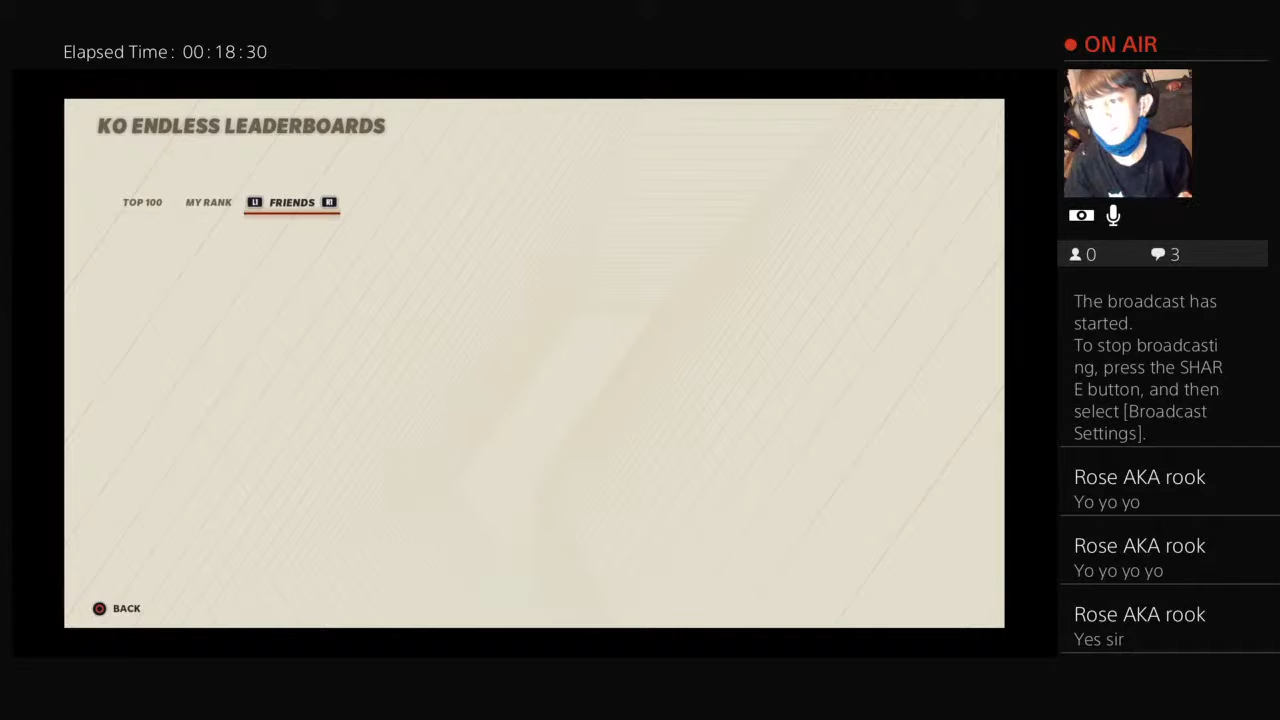 Elapsed Time: 00:18:30
ON AIR
KO ENDLESS LEADERBOARDS
TOP 100 MY RANK L1 FRIENDS R1
0 3
The broadcast has
started.
To stop broadcasti
ng, press the SHAR
E button, and then
select [Broadcast
Settings].
Rose AKA rook
Yo yo yo
Rose AKA rook
Yo yo yo yo
Rose AKA rook
Yes sir
BACK